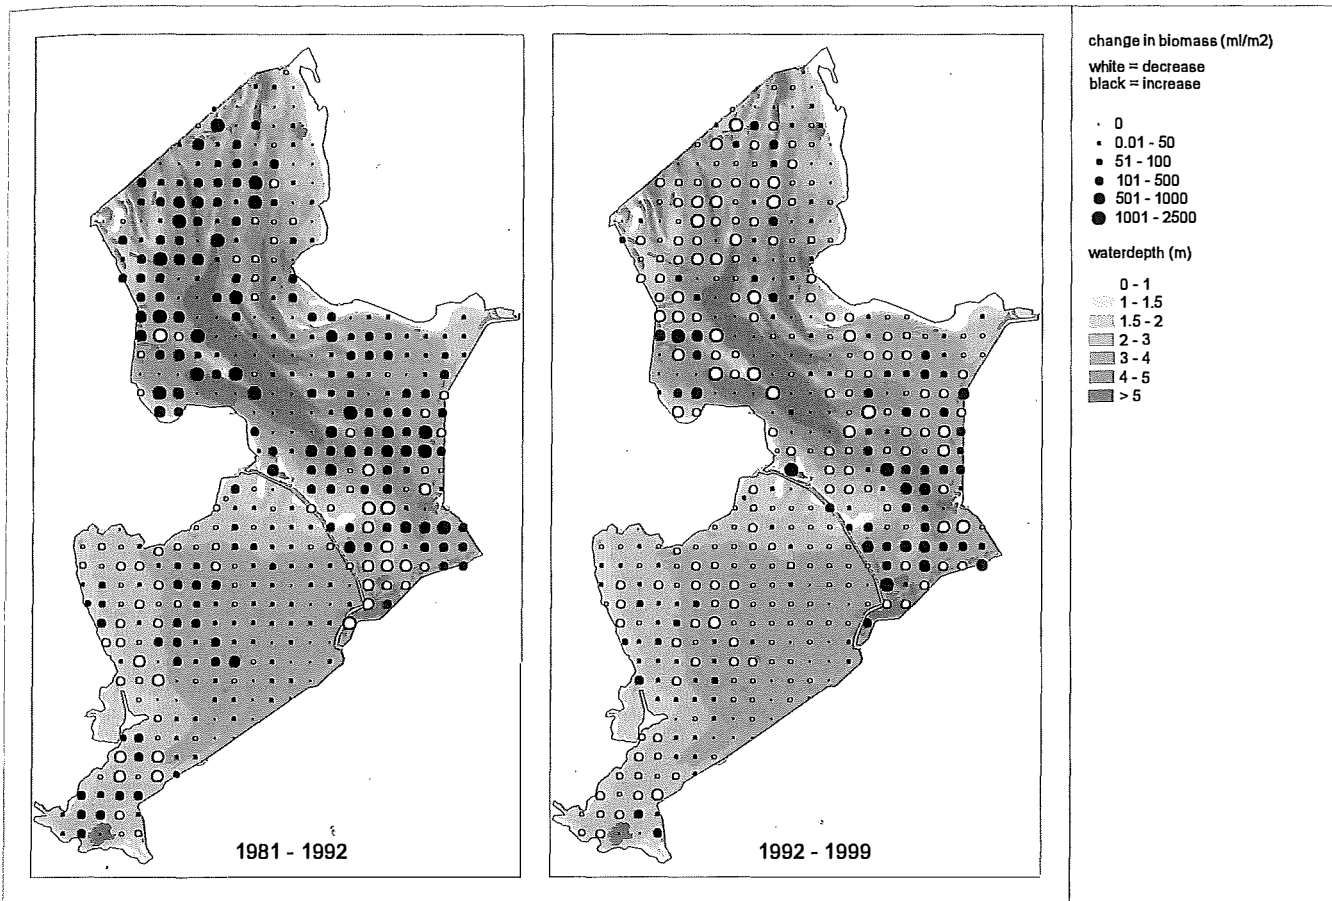 1981 - 1992
1992 - 1999
change in biomass (ml/m2)
white = decrease
black = increase
0
0.01 - 50
51 - 100
101 - 500
501 - 1000
1001 - 2500
waterdepth (m)
0 - 1
1 - 1.5
1.5 - 2
2 - 3
3 - 4
4 - 5
> 5